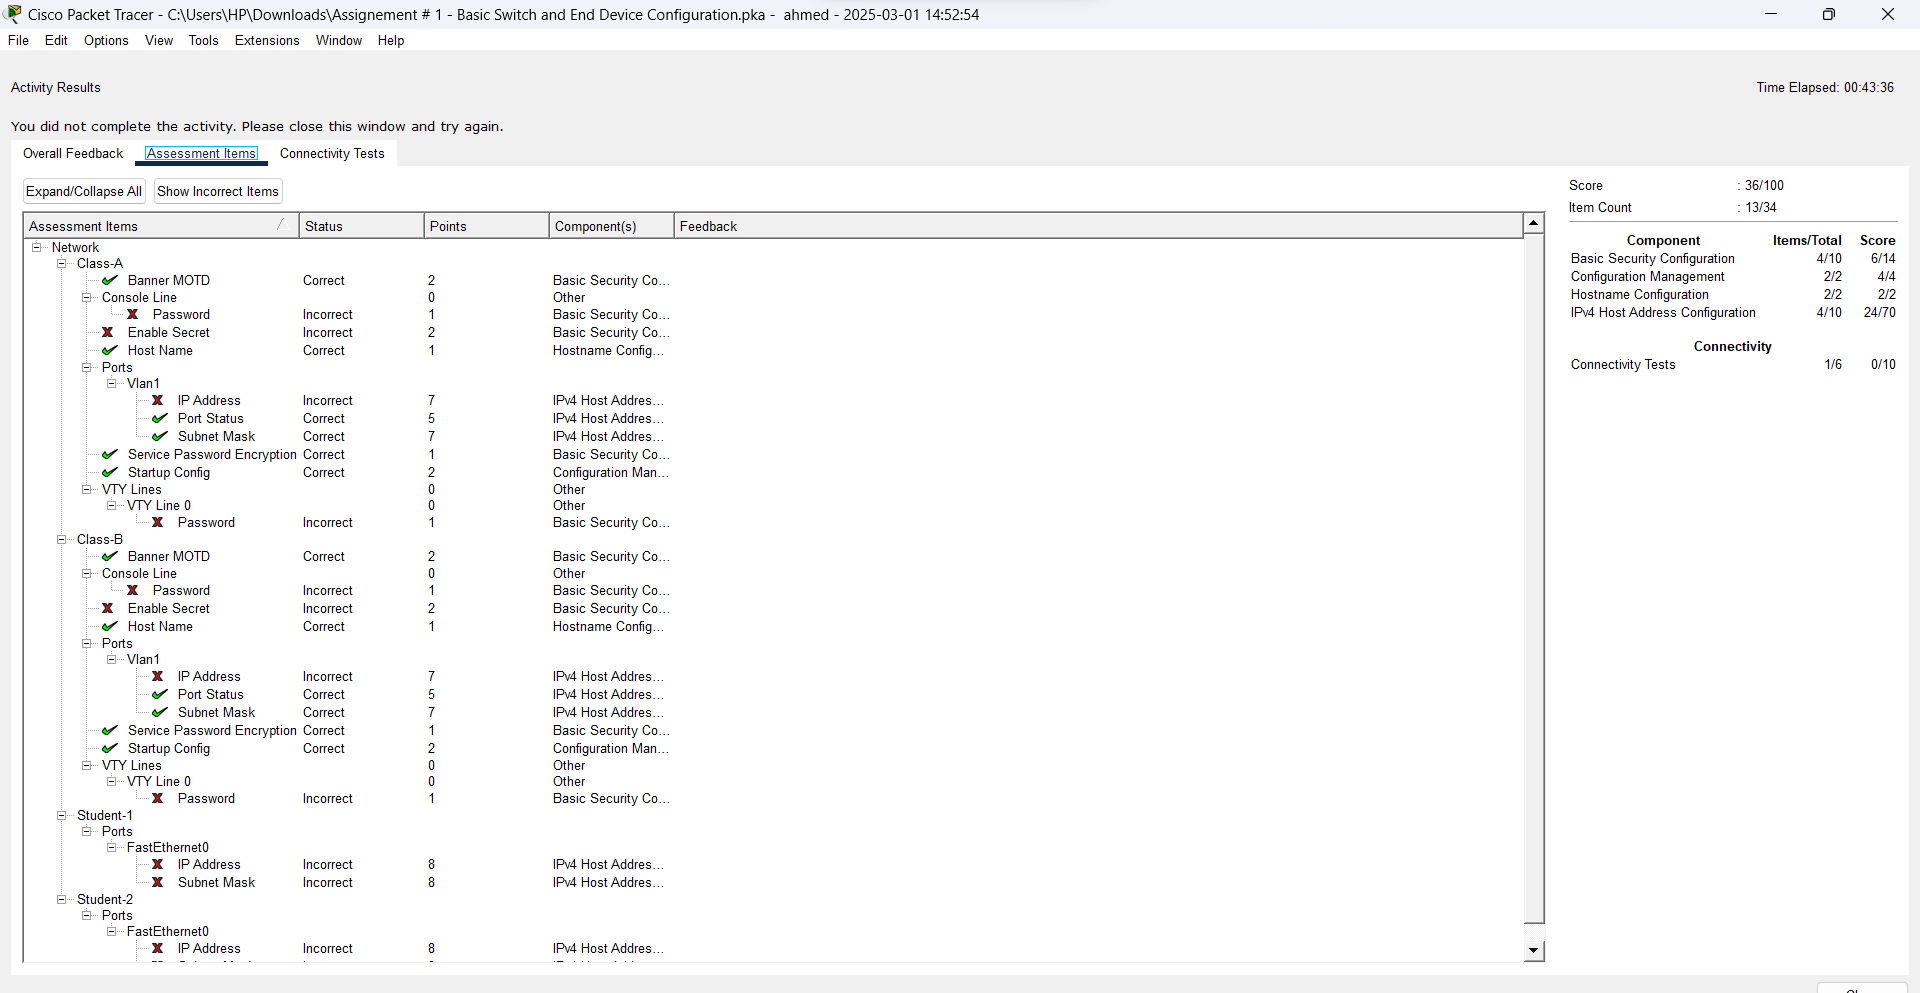 Cisco Packet Tracer - C:\Users\HP\Downloads\Assignement # 1 - Basic Switch and End Device Configuration.pka - ahmed - 2025-03-01 14:52:54
File Edit Options View Tools Extensions Window Help
Activity Results
Time Elapsed: 00:43:36
You did not complete the activity. Please close this window and try again.
Overall Feedback Assessment Items Connectivity Tests
Expand/Collapse All Show Incorrect Items
Assessment Items Status Points Component(s) Feedback
Network
Class-A
Banner MOTD Correct 2 Basic Security Co...
Console Line 0 Other
Password Incorrect 1 Basic Security Co...
Enable Secret Incorrect 2 Basic Security Co...
Host Name Correct 1 Hostname Config...
Ports
Vlan1
IP Address Incorrect 7 IPv4 Host Addres...
Port Status Correct 5 IPv4 Host Addres...
Subnet Mask Correct 7 IPv4 Host Addres...
Service Password Encryption Correct 1 Basic Security Co...
Startup Config Correct 2 Configuration Man...
VTY Lines 0 Other
VTY Line 0 0 Other
Password Incorrect 1 Basic Security Co...
Class-B
Banner MOTD Correct 2 Basic Security Co...
Console Line 0 Other
Password Incorrect 1 Basic Security Co...
Enable Secret Incorrect 2 Basic Security Co...
Host Name Correct 1 Hostname Config...
Ports
Vlan1
IP Address Incorrect 7 IPv4 Host Addres...
Port Status Correct 5 IPv4 Host Addres...
Subnet Mask Correct 7 IPv4 Host Addres...
Service Password Encryption Correct 1 Basic Security Co...
Startup Config Correct 2 Configuration Man...
VTY Lines 0 Other
VTY Line 0 0 Other
Password Incorrect 1 Basic Security Co...
Student-1
Ports
FastEthernet0
IP Address Incorrect 8 IPv4 Host Addres...
Subnet Mask Incorrect 8 IPv4 Host Addres...
Student-2
Ports
FastEthernet0
IP Address Incorrect 8 IPv4 Host Addres...
Score : 36/100
Item Count : 13/34
Component Items/Total Score
Basic Security Configuration 4/10 6/14
Configuration Management 2/2 4/4
Hostname Configuration 2/2 2/2
IPv4 Host Address Configuration 4/10 24/70
Connectivity
Connectivity Tests 1/6 0/10